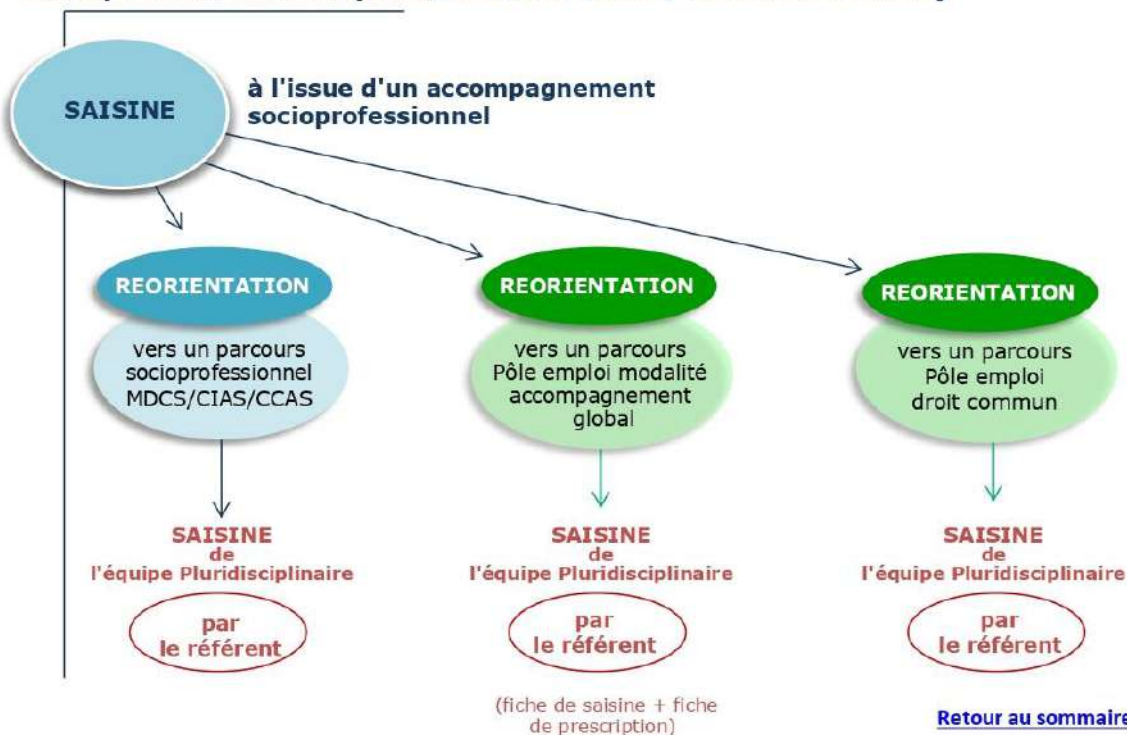 SAISINE
à l'issue d'un accompagnement
socioprofessionnel
REORIENTATION
vers un parcours
socioprofessionnel
MDCS/CIAS/CCAS
SAISINE
de
l'équipe Pluridisciplinaire
par
le référent
REORIENTATION
vers un parcours
Pôle emploi modalité
accompagnement
global
SAISINE
de
l'équipe Pluridisciplinaire
par
le référent
(fiche de saisine + fiche
de prescription)
REORIENTATION
vers un parcours
Pôle emploi
droit commun
SAISINE
de
l'équipe Pluridisciplinaire
par
le référent
Retour au sommaire